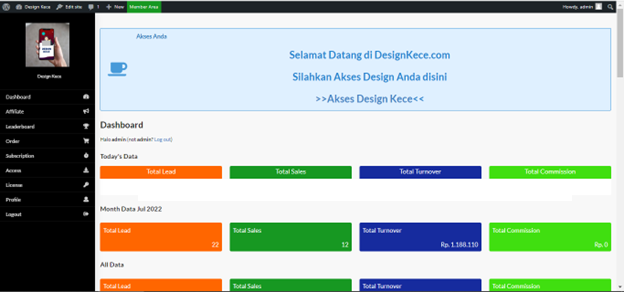 Design Kece Edit site 1 + New Member Area Howdy, admin
Design Kece
Dashboard
Affiliate
Leaderboard
Order
Subscription
Access
License
Profile
Logout
Akses Anda
Selamat Datang di DesignKece.com
Silahkan Akses Design Anda disini
>>Akses Design Kece<<
Dashboard
Halo admin (not admin? Log out)
Today's Data
Total Lead Total Sales Total Turnover Total Commission
Month Data Jul 2022
Total Lead Total Sales Total Turnover Total Commission
22 12 Rp. 1.188.110 Rp. 0
All Data
Total Lead Total Sales Total Turnover Total Commission